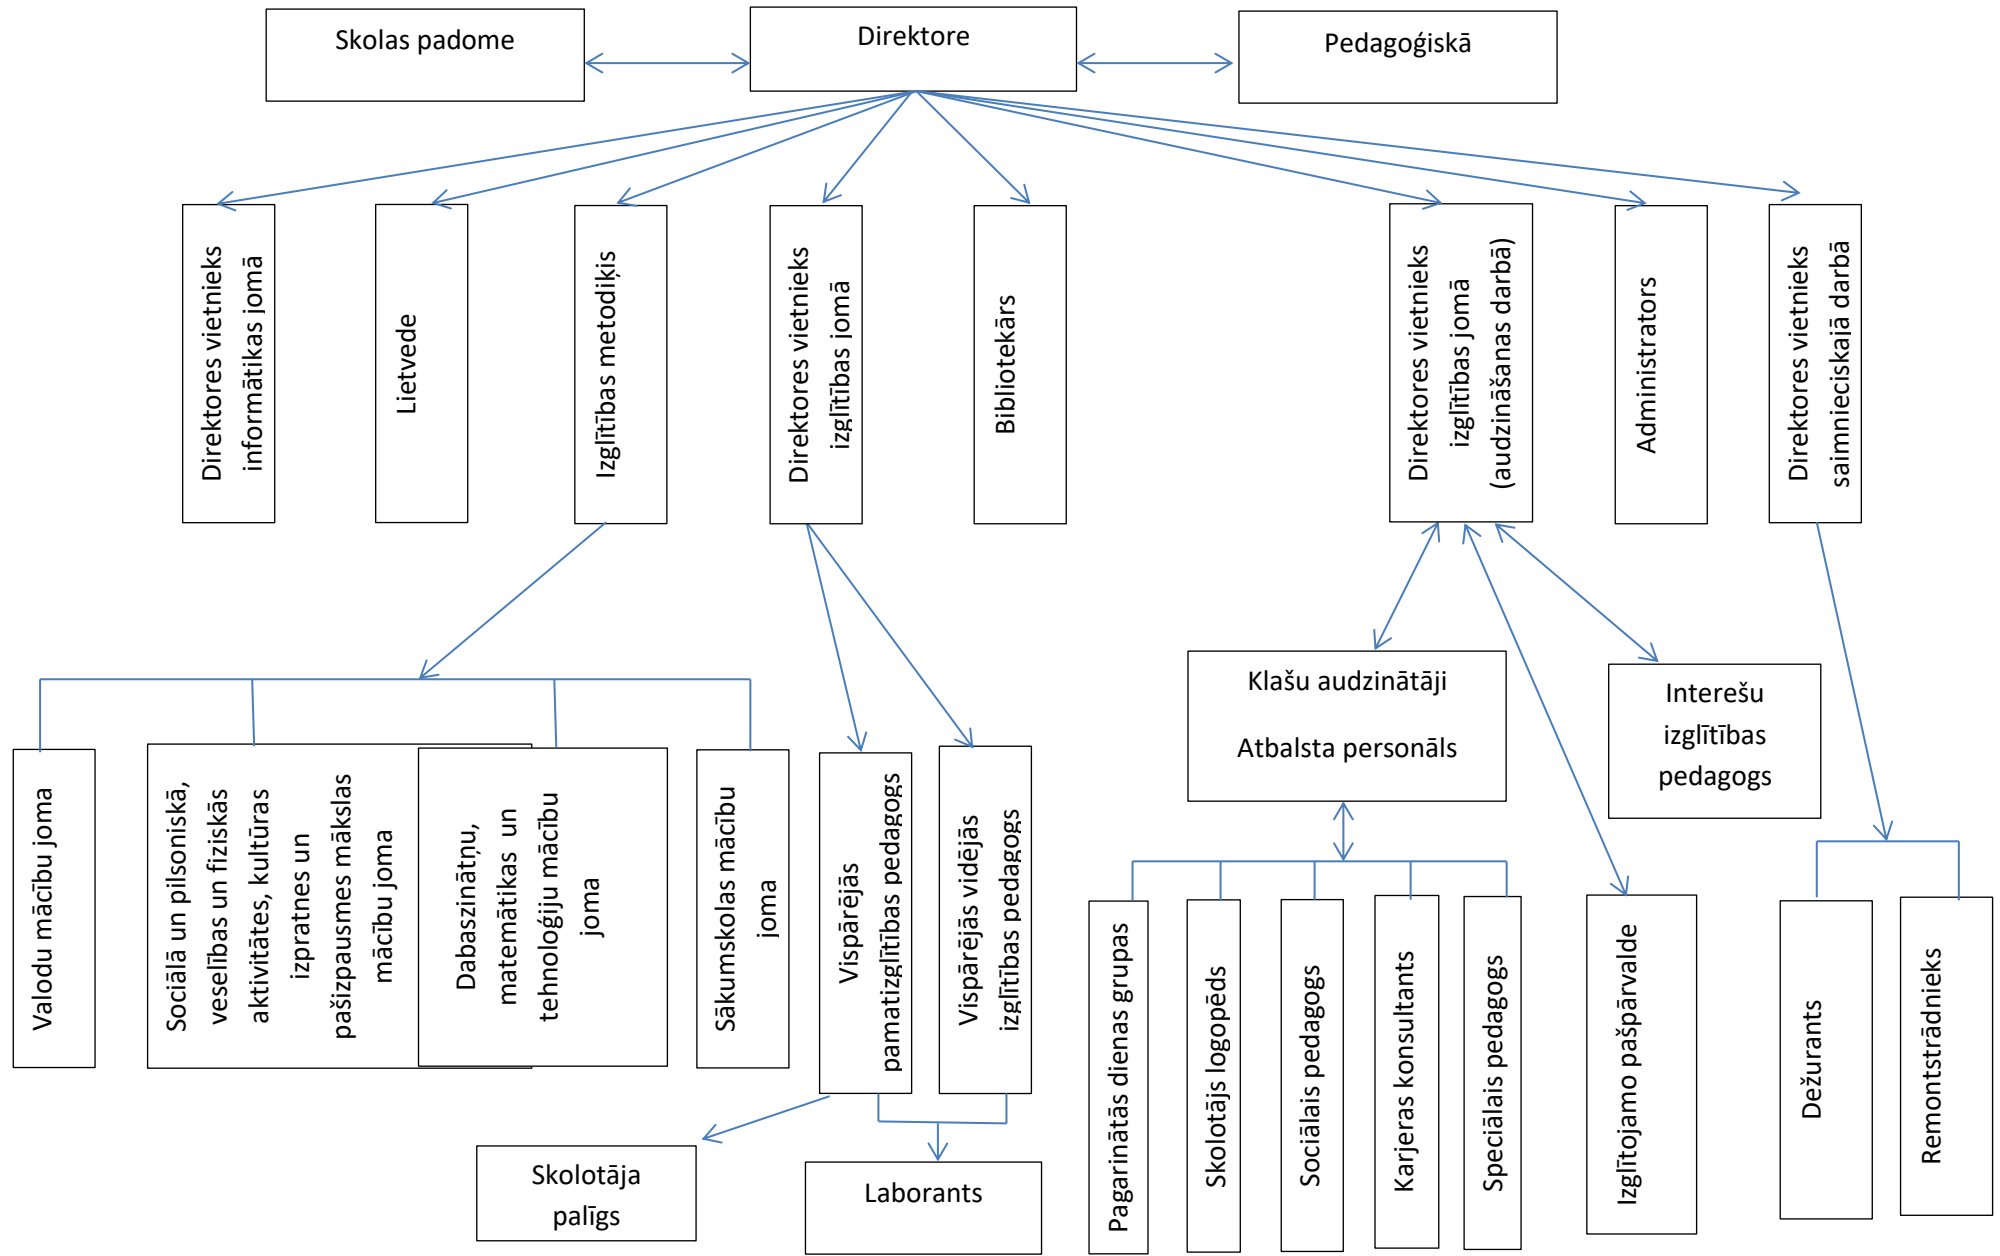 Skolas padome
Direktore
Pedagoģiskā
Direktores vietnieks
informātikas jomā
Lietvede
Izglītības metodiķis
Direktores vietnieks
izglītības jomā
Bibliotekārs
Direktores vietnieks
izglītības jomā
(audzināšanas darbā)
Administrators
Direktores vietnieks
saimnieciskajā darbā
Klašu audzinātāji
Atbalsta personāls
Interešu
izglītības
pedagogs
Valodu mācību joma
Sociālā un pilsoniskā,
veselības un fiziskās
aktivitātes, kultūras
izpratnes un
pašizpausmes mākslas
mācību joma
Dabaszinātņu,
matemātikas un
tehnoloģiju mācību
joma
Sākumskolas mācību
joma
Vispārējās
pamatizglītības pedagogs
Vispārējās vidējās
izglītības pedagogs
Pagarinātās dienas grupas
Skolotājs logopēds
Sociālais pedagogs
Karjeras konsultants
Speciālais pedagogs
Izglītojamo pašpārvalde
Dežurants
Remontstrādnieks
Skolotāja
palīgs
Laborants